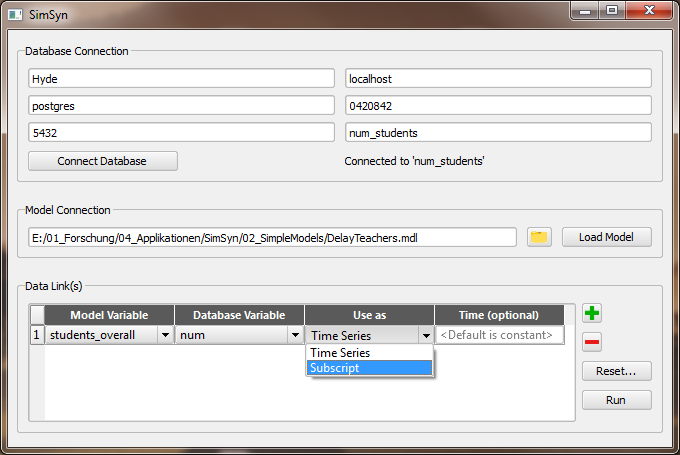 SimSyn
Database Connection
Hyde
localhost
postgres
0420842
5432
num_students
Connect Database
Connected to 'num_students'
Model Connection
E:/01_Forschung/04_Applikationen/SimSyn/02_SimpleModels/DelayTeachers.mdl
Load Model
Data Link(s)
Model Variable Database Variable Use as Time (optional)
1 students_overall num Time Series <Default is constant>
Time Series
Subscript
Reset...
Run